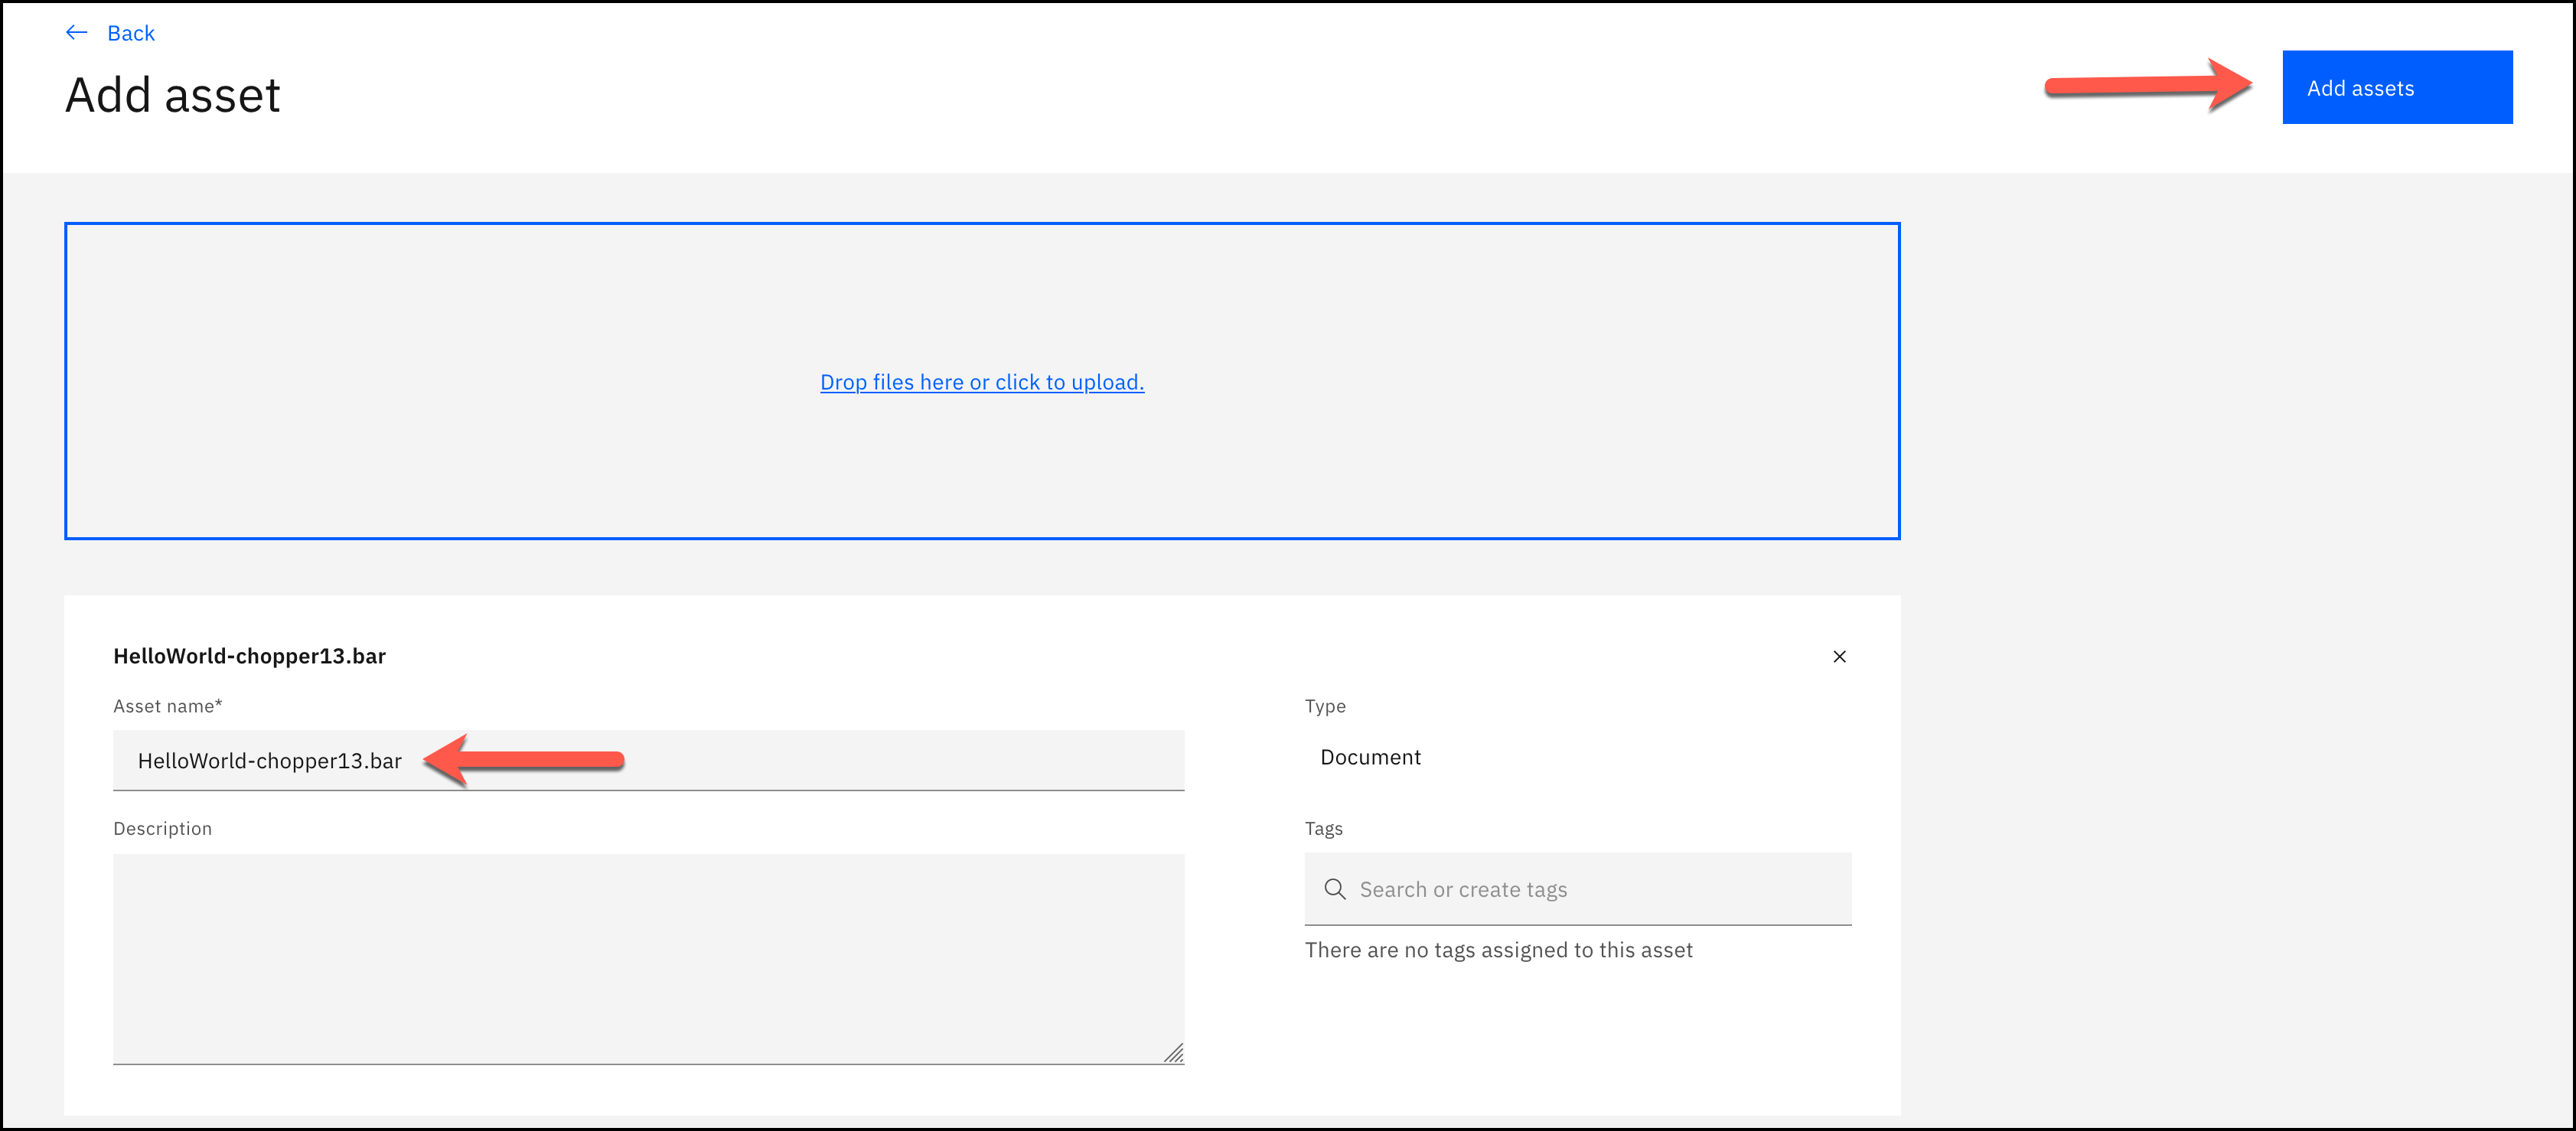 Back
Add asset
Add assets
Drop files here or click to upload.
HelloWorld-chopper13.bar
Asset name*
HelloWorld-chopper13.bar
Type
Document
Description
Tags
Search or create tags
There are no tags assigned to this asset